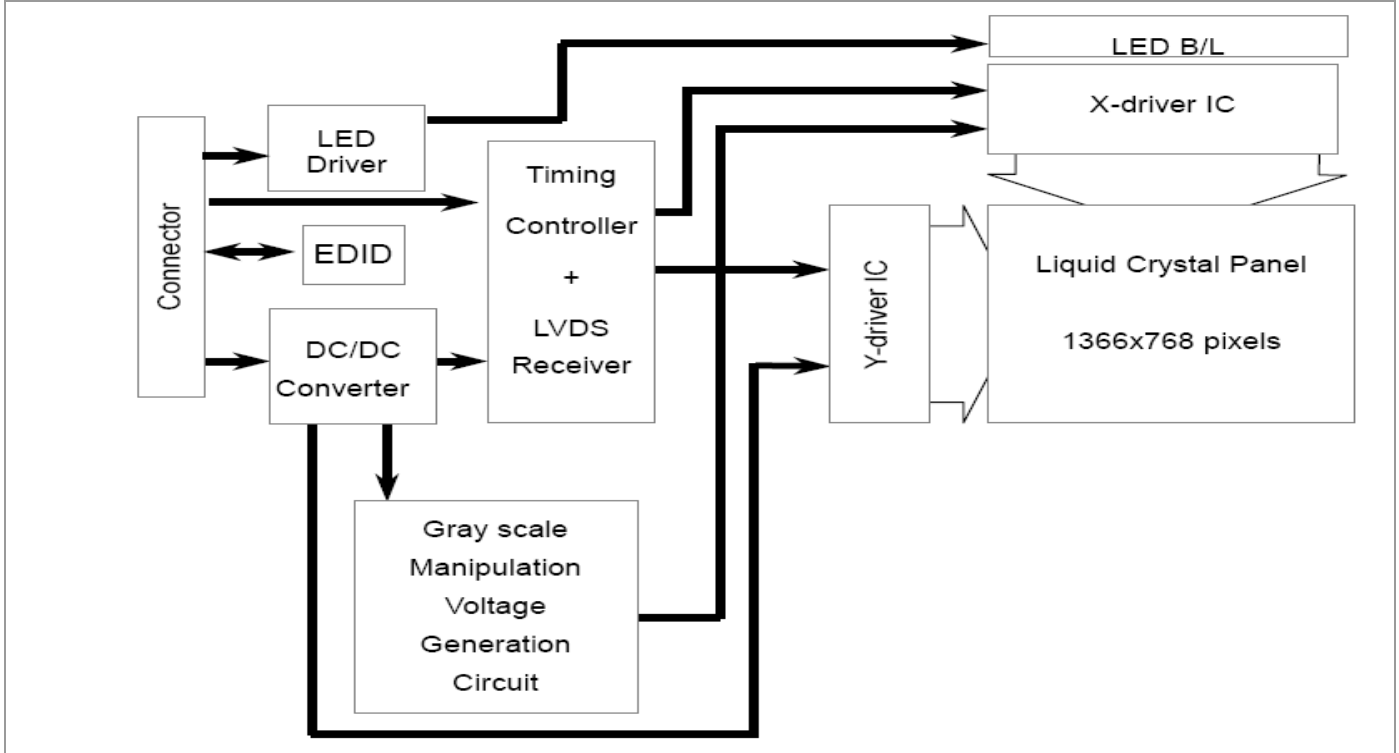 LED B/L
X-driver IC
LED
Driver
Timing
Controller
+
LVDS
Receiver
Connector
EDID
DC/DC
Converter
Y-driver IC
Liquid Crystal Panel
1366x768 pixels
Gray scale
Manipulation
Voltage
Generation
Circuit